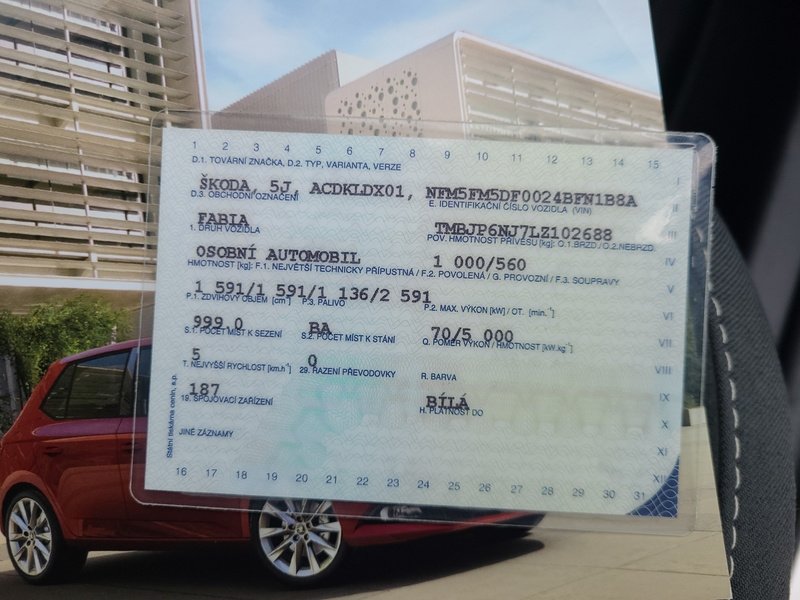 1 2 3 4 5 6 7 8 9 10 11 12 13 14 15
D.1. TOVÁRNÍ ZNAČKA, D.2. TYP, VARIANTA, VERZE
I
ŠKODA, 5J, ACDKLDX01, NFM5FM5DF0024BFN1B8A
II
D.3. OBCHODNÍ OZNAČENÍ E. IDENTIFIKAČNÍ ČÍSLO VOZIDLA (VIN)
FABIA TMBJP6NJ7LZ102688
III
1. DRUH VOZIDLA POV. HMOTNOST PŘÍVĚSU [kg]: O.1.BRZD./O.2.NEBRZD.
OSOBNÍ AUTOMOBIL 1 000/560
IV
HMOTNOST [kg]: F.1. NEJVĚTŠÍ TECHNICKY PŘÍPUSTNÁ / F.2. POVOLENÁ / G. PROVOZNÍ / F.3. SOUPRAVY
V
1 591/1 591/1 136/2 591
P.1. ZDVIHOVÝ OBJEM [cm³] P.3. PALIVO P.2. MAX. VÝKON [kW] / OT. [min.⁻¹]
VI
999,0 BA 70/5 000
VII
S.1. POČET MÍST K SEZENÍ S.2. POČET MÍST K STÁNÍ Q. POMĚR VÝKON / HMOTNOST [kW.kg⁻¹]
5 0
VIII
7. NEJVYŠŠÍ RYCHLOST [km.h⁻¹] 29. ŘAZENÍ PŘEVODOVKY R. BARVA
187 BÍLÁ
IX
19. SPOJOVACÍ ZAŘÍZENÍ H. PLATNOST DO
X
JINÉ ZÁZNAMY
XI
XII
16 17 18 19 20 21 22 23 24 25 26 27 28 29 30 31
Státní tiskárna cenin, s.p.